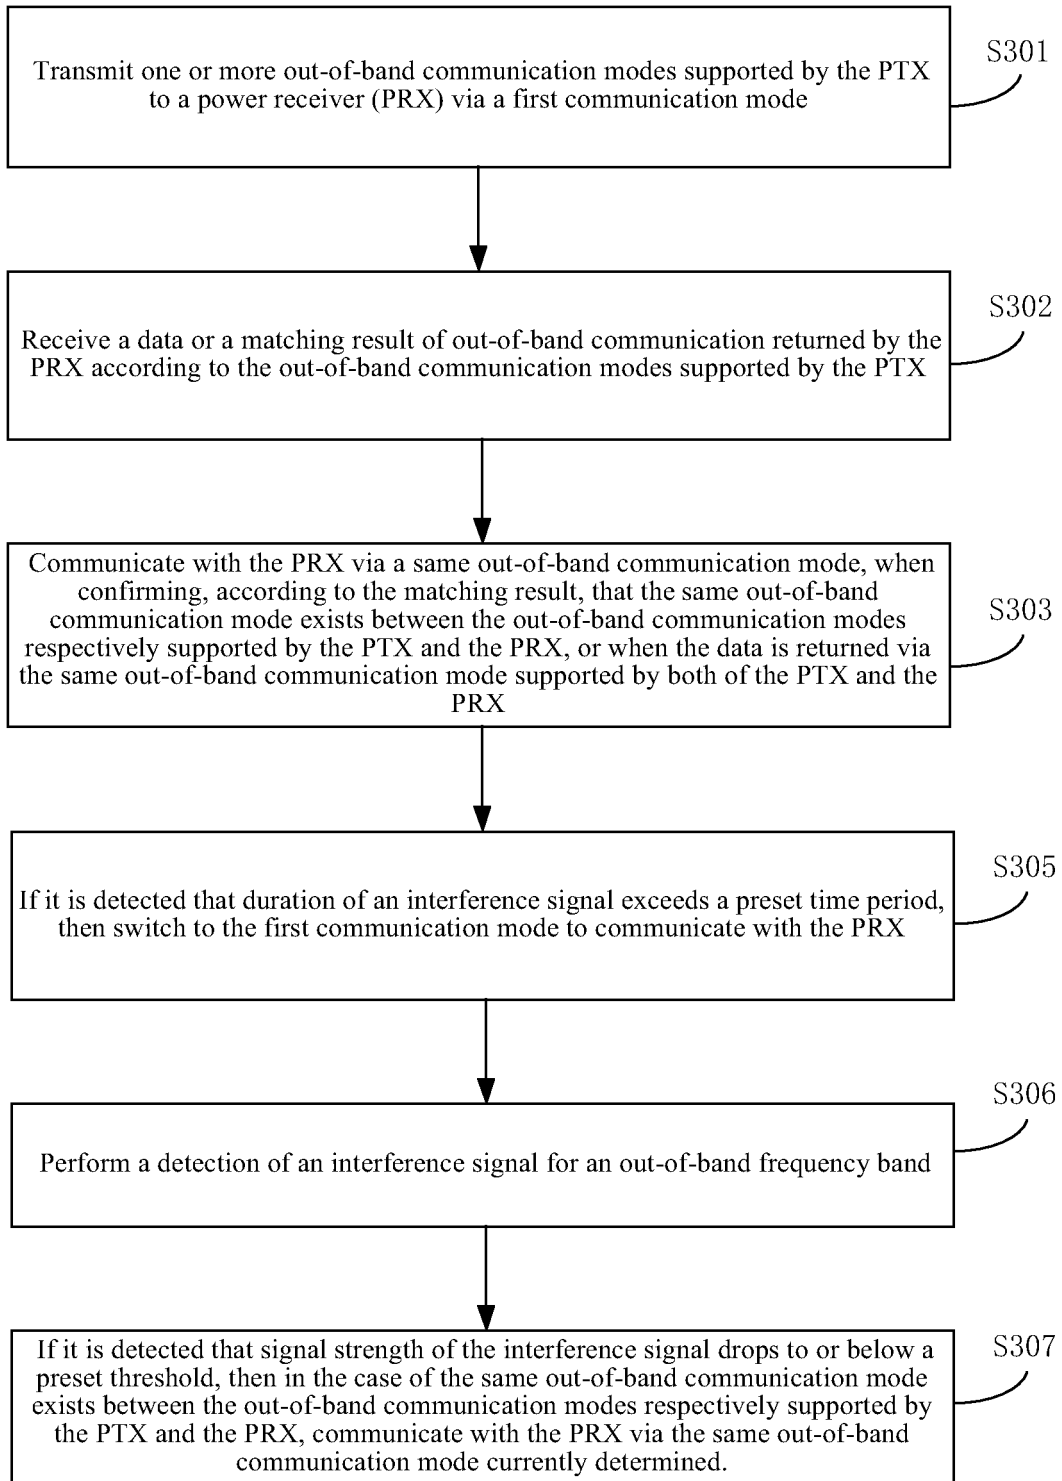 S301
Transmit one or more out-of-band communication modes supported by the PTX
to a power receiver (PRX) via a first communication mode
S302
Receive a data or a matching result of out-of-band communication returned by the
PRX according to the out-of-band communication modes supported by the PTX
S303
Communicate with the PRX via a same out-of-band communication mode, when
confirming, according to the matching result, that the same out-of-band
communication mode exists between the out-of-band communication modes
respectively supported by the PTX and the PRX, or when the data is returned via
the same out-of-band communication mode supported by both of the PTX and the
PRX
S305
If it is detected that duration of an interference signal exceeds a preset time period,
then switch to the first communication mode to communicate with the PRX
S306
Perform a detection of an interference signal for an out-of-band frequency band
S307
If it is detected that signal strength of the interference signal drops to or below a
preset threshold, then in the case of the same out-of-band communication mode
exists between the out-of-band communication modes respectively supported by
the PTX and the PRX, communicate with the PRX via the same out-of-band
communication mode currently determined.